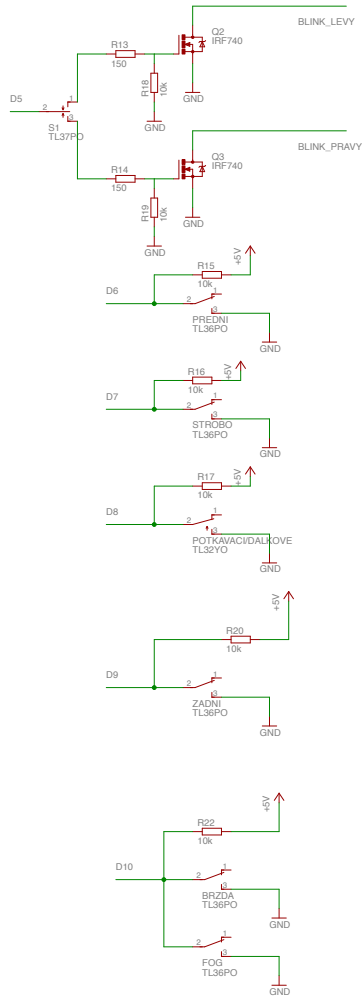 BLINK_LEVY
Q2
IRF740
R13
150
R18
10k
GND
GND
D5
2
1
3
S1
TL37PO
BLINK_PRAVY
Q3
IRF740
R14
150
R19
10k
GND
GND
+5V
R15
10k
D6
2
1
3
PREDNI
TL36PO
GND
+5V
R16
10k
D7
2
1
3
STROBO
TL36PO
GND
+5V
R17
10k
D8
2
1
3
POTKAVACI/DALKOVE
TL32YO
GND
+5V
R20
10k
D9
2
1
3
ZADNI
TL36PO
GND
+5V
R22
10k
D10
2
1
3
BRZDA
TL36PO
GND
2
1
3
FOG
TL36PO
GND